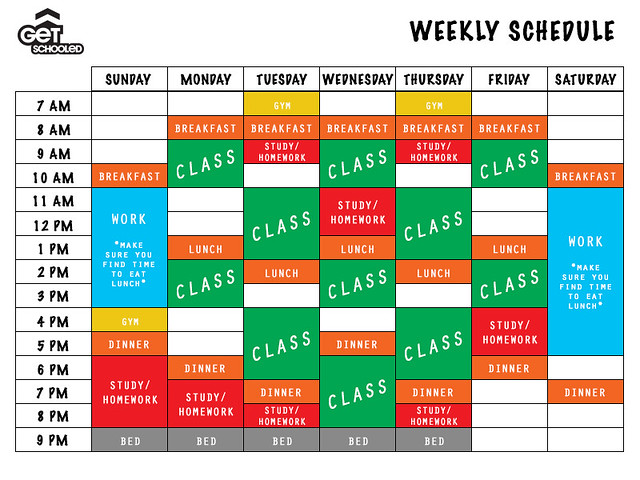 GET
SCHOOLED
WEEKLY SCHEDULE
SUNDAY MONDAY TUESDAY WEDNESDAY THURSDAY FRIDAY SATURDAY
7 AM GYM GYM
8 AM BREAKFAST BREAKFAST BREAKFAST BREAKFAST BREAKFAST
9 AM CLASS STUDY/ HOMEWORK CLASS STUDY/ HOMEWORK CLASS
10 AM BREAKFAST BREAKFAST
11 AM WORK CLASS STUDY/ HOMEWORK CLASS WORK
12 PM
*MAKE
SURE YOU
FIND TIME
TO EAT
LUNCH*
*MAKE
SURE YOU
FIND TIME
TO EAT
LUNCH*
1 PM LUNCH LUNCH LUNCH
2 PM CLASS LUNCH CLASS LUNCH CLASS
3 PM
4 PM GYM CLASS CLASS STUDY/ HOMEWORK
5 PM DINNER DINNER
6 PM STUDY/ HOMEWORK DINNER CLASS DINNER
7 PM STUDY/ HOMEWORK DINNER DINNER DINNER
8 PM STUDY/ HOMEWORK STUDY/ HOMEWORK
9 PM BED BED BED BED BED